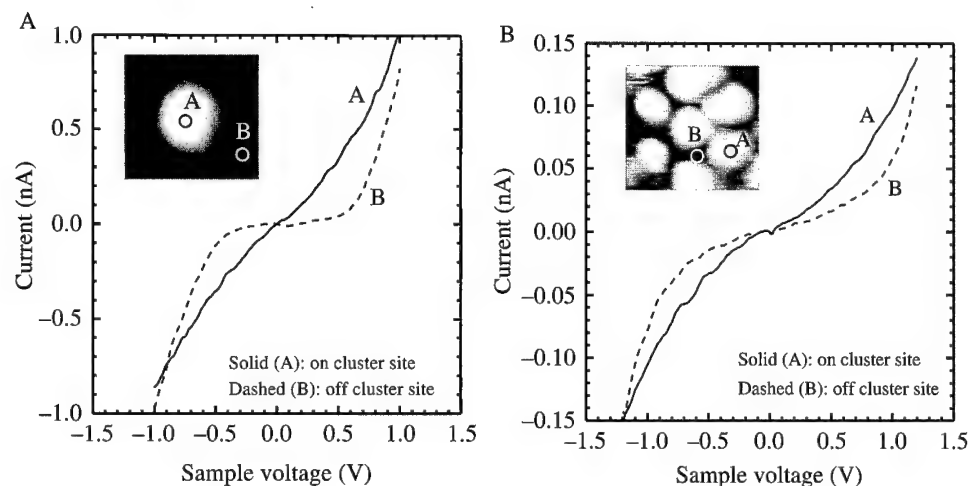 A
Current (nA)
1.0
0.5
0.0
−0.5
−1.0
A
B
A
B
Solid (A): on cluster site
Dashed (B): off cluster site
−1.5
−1.0
−0.5
0.0
0.5
1.0
1.5
Sample voltage (V)
B
Current (nA)
0.15
0.10
0.05
0.00
−0.05
−0.10
−0.15
B
A
A
B
Solid (A): on cluster site
Dashed (B): off cluster site
−1.5
−1.0
−0.5
0.0
0.5
1.0
1.5
Sample voltage (V)